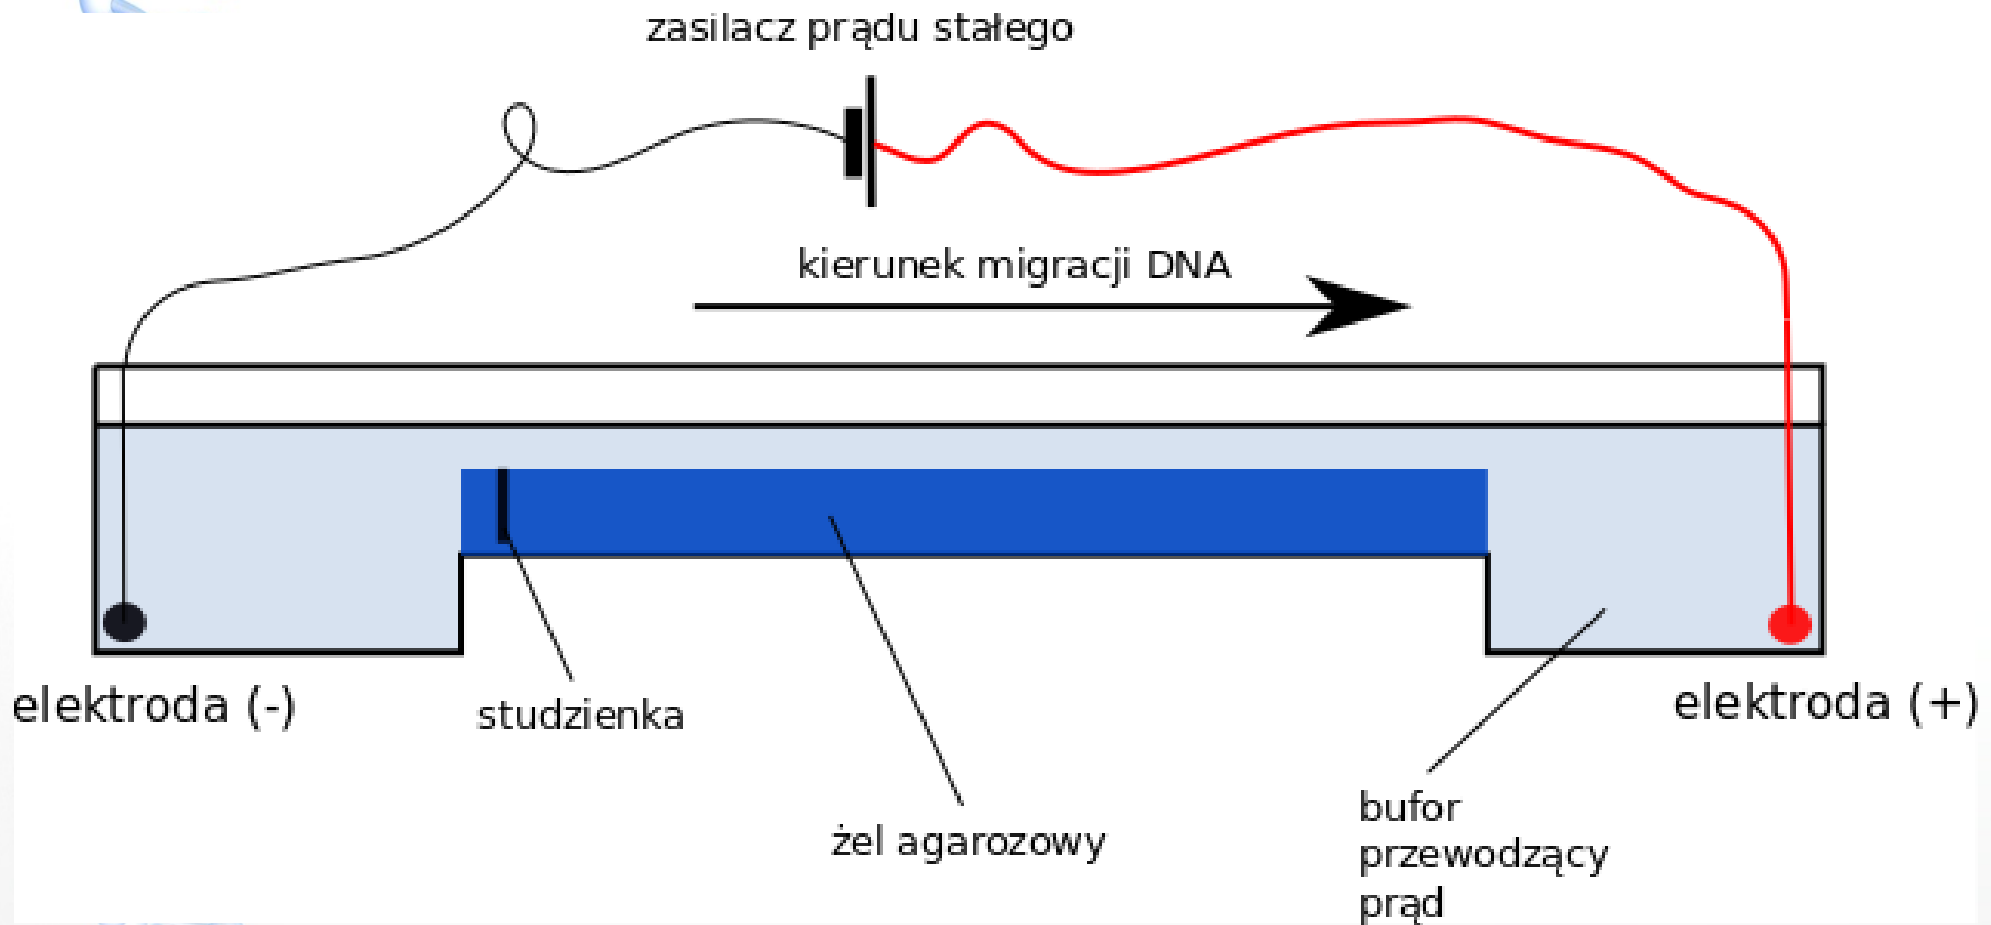 zasilacz prądu stałego
kierunek migracji DNA
elektroda (-)
studzienka
żel agarozowy
bufor
przewodzący
prąd
elektroda (+)